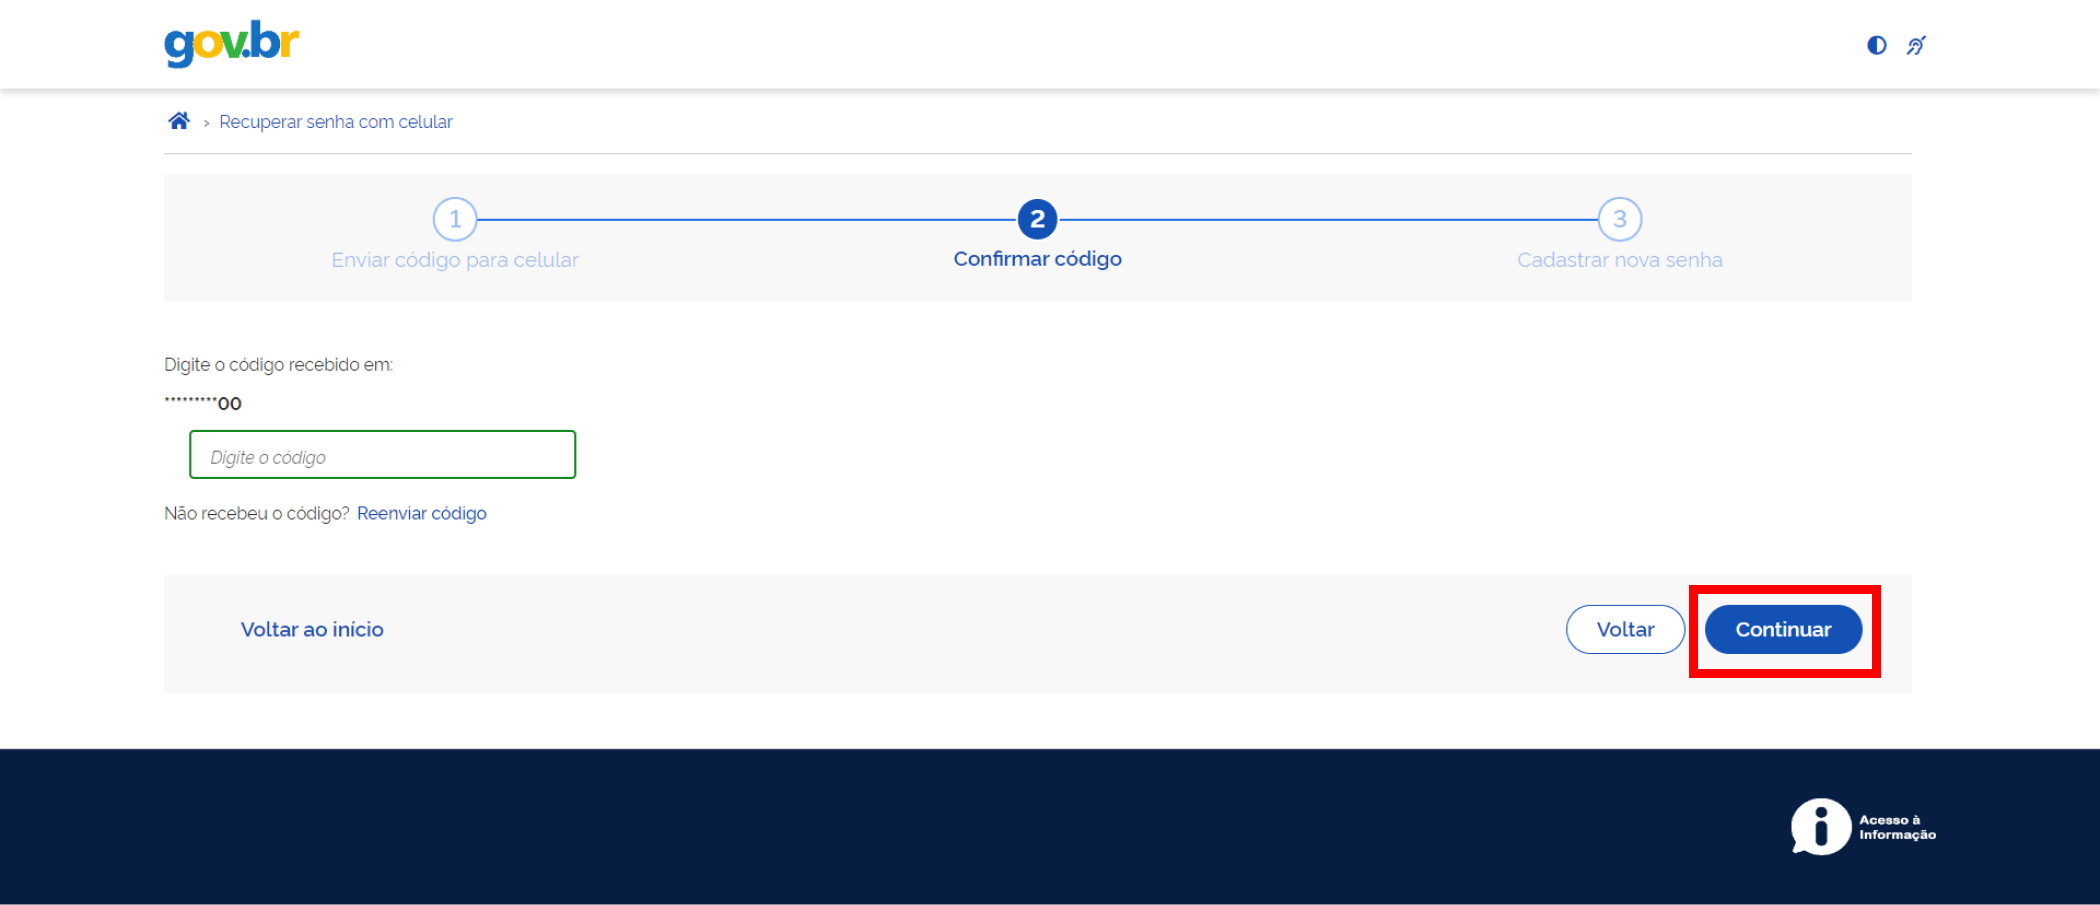 gov.br
Recuperar senha com celular
1
2
3
Enviar código para celular
Confirmar código
Cadastrar nova senha
Digite o código recebido em:
*********00
Digite o código
Não recebeu o código? Reenviar código
Voltar ao início
Voltar
Continuar
Acesso à
Informação